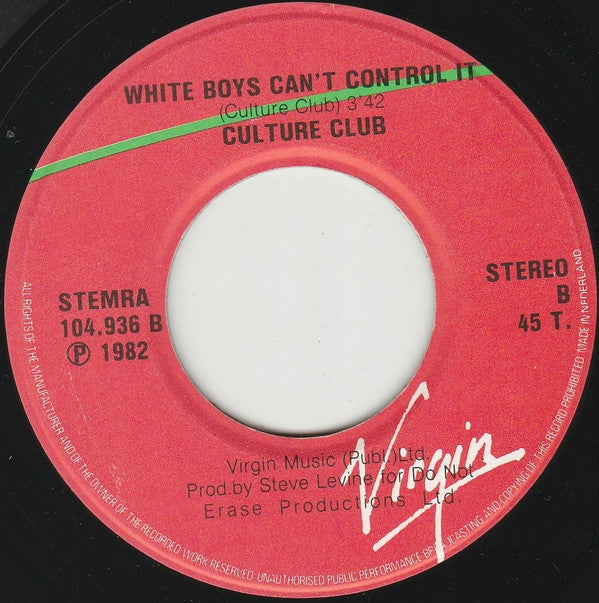 WHITE BOYS CAN'T CONTROL IT
(Culture Club) 3'42
CULTURE CLUB
STEMRA
104.936 B
Ⓟ 1982
STEREO
B
45 T.
Virgin Music (Publ.)Ltd
Prod.by Steve Levine for Do Not
Erase Productions Ltd.
Virgin
ALL RIGHTS OF THE MANUFACTURER AND OF THE OWNER OF THE RECORDED WORK RESERVED. UNAUTHORISED PUBLIC PERFORMANCE BROADCASTING AND COPYING OF THIS RECORD PROHIBITED. MADE IN NEDERLAND